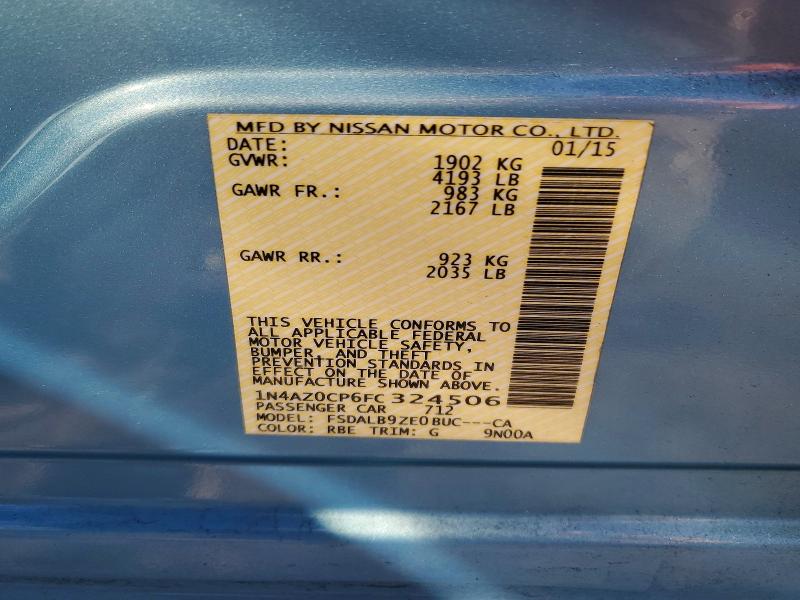 MFD BY NISSAN MOTOR CO., LTD.
DATE: 01/15
GVWR: 1902 KG
4193 LB
GAWR FR.: 983 KG
2167 LB
GAWR RR.: 923 KG
2035 LB
THIS VEHICLE CONFORMS TO
ALL APPLICABLE FEDERAL
MOTOR VEHICLE SAFETY,
BUMPER, AND THEFT
PREVENTION STANDARDS IN
EFFECT ON THE DATE OF
MANUFACTURE SHOWN ABOVE.
1N4AZ0CP6FC 324506
PASSENGER CAR 712
MODEL: FSDALB9ZE0BUC---CA
COLOR: RBE TRIM: G 9N00A